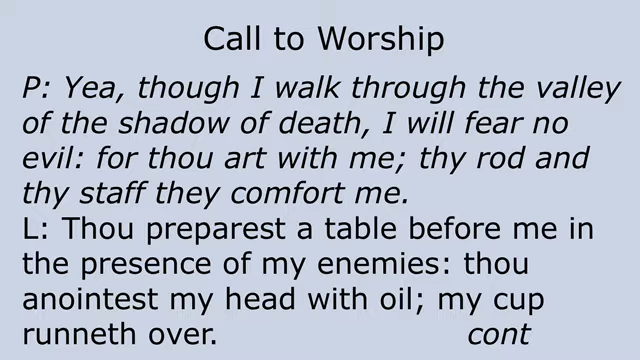 Call to Worship
P: Yea, though I walk through the valley
of the shadow of death, I will fear no
evil: for thou art with me; thy rod and
thy staff they comfort me.
L: Thou preparest a table before me in
the presence of my enemies: thou
anointest my head with oil; my cup
runneth over. cont